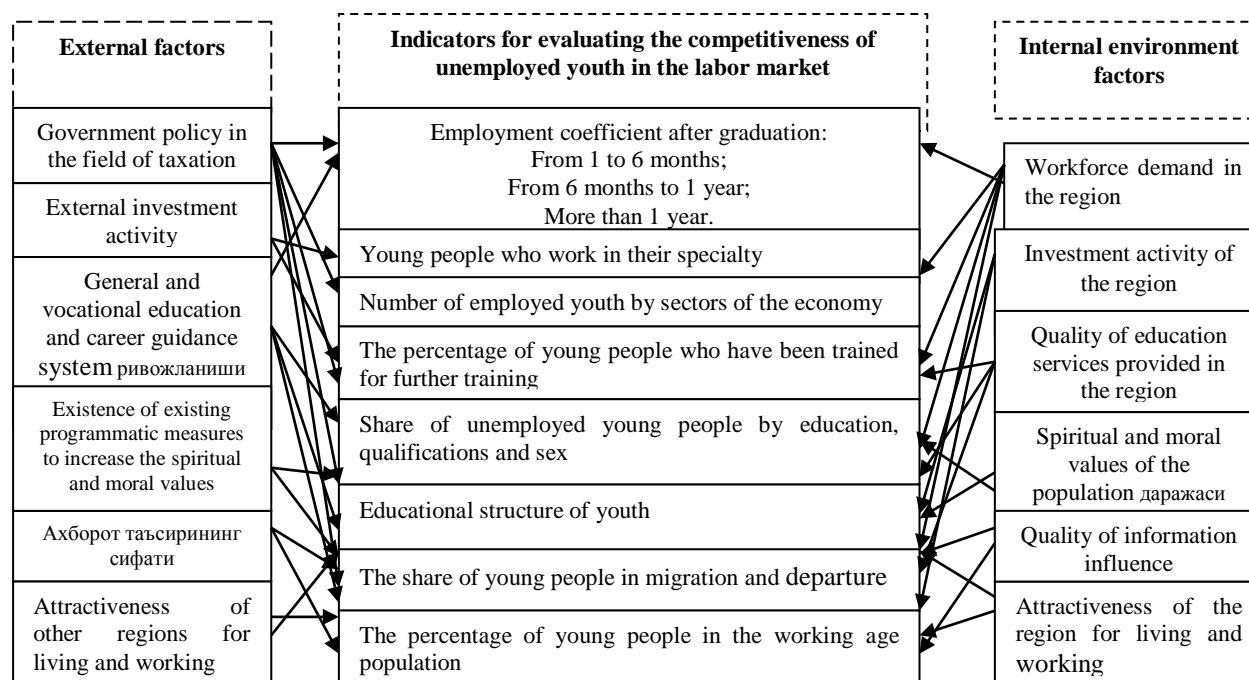 External factors
Government policy in
the field of taxation
External investment
activity
General and
vocational education
and career guidance
system ривожланиши
Existence of existing
programmatic measures
to increase the spiritual
and moral values
Ахборот таъсирининг
сифати
Attractiveness of
other regions for
living and working
Indicators for evaluating the competitiveness of
unemployed youth in the labor market
Employment coefficient after graduation:
From 1 to 6 months;
From 6 months to 1 year;
More than 1 year.
Young people who work in their specialty
Number of employed youth by sectors of the economy
The percentage of young people who have been trained
for further training
Share of unemployed young people by education,
qualifications and sex
Educational structure of youth
The share of young people in migration and departure
The percentage of young people in the working age
population
Internal environment
factors
Workforce demand in
the region
Investment activity of
the region
Quality of education
services provided in
the region
Spiritual and moral
values of the
population даражаси
Quality of information
influence
Attractiveness of the
region for living and
working